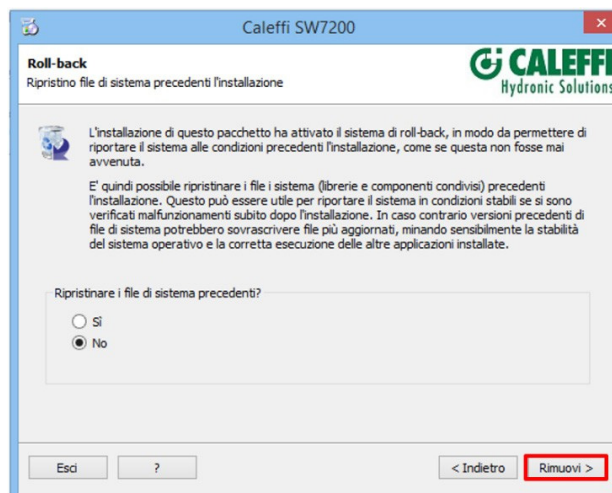 Caleffi SW7200
Roll-back
Ripristino file di sistema precedenti l'installazione
CALEFFI
Hydronic Solutions
L'installazione di questo pacchetto ha attivato il sistema di roll-back, in modo da permettere di
riportare il sistema alle condizioni precedenti l'installazione, come se questa non fosse mai
avvenuta.
E' quindi possibile ripristinare i file i sistema (librerie e componenti condivisi) precedenti
l'installazione. Questo può essere utile per riportare il sistema in condizioni stabili se si sono
verificati malfunzionamenti subito dopo l'installazione. In caso contrario versioni precedenti di
file di sistema potrebbero sovrascrivere file più aggiornati, minando sensibilmente la stabilità
del sistema operativo e la corretta esecuzione delle altre applicazioni installate.
Ripristinare i file di sistema precedenti?
Sì
No
Esci ? < Indietro Rimuovi >